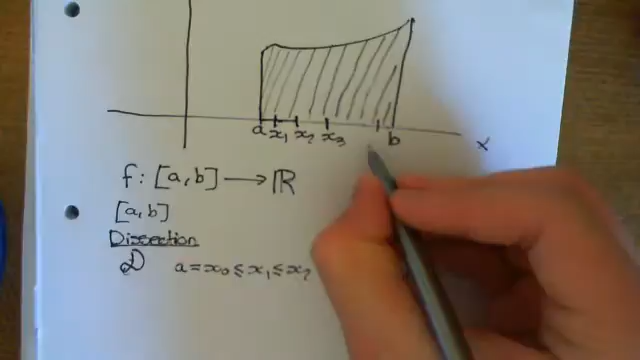 a x₁ x₂ x₃ b x
f: [a,b] ⟶ ℝ
[a,b]
Dissection
𝒟 a = x₀ ≤ x₁ ≤ x₂